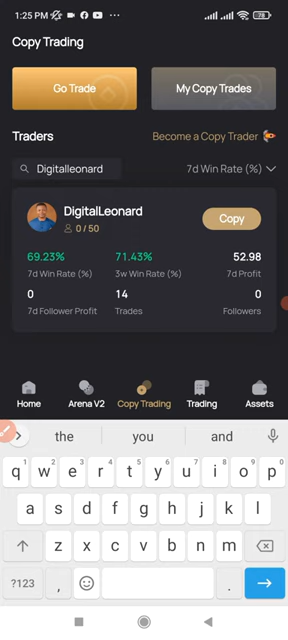 1:25 PM
78
Copy Trading
Go Trade
My Copy Trades
Traders
Become a Copy Trader
Digitalleonard
7d Win Rate (%)
DigitalLeonard
0 / 50
Copy
69.23%
71.43%
52.98
7d Win Rate (%)
3w Win Rate (%)
7d Profit
0
14
0
7d Follower Profit
Trades
Followers
Home
Arena V2
Copy Trading
Trading
Assets
the
you
and
1 2 3 4 5 6 7 8 9 0
q w e r t y u i o p
a s d f g h j k l
z x c v b n m
?123
,
.